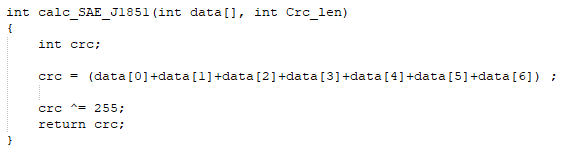 int calc_SAE_J1851(int data[], int Crc_len)
{
int crc;
crc = (data[0]+data[1]+data[2]+data[3]+data[4]+data[5]+data[6]) ;
crc ^= 255;
return crc;
}